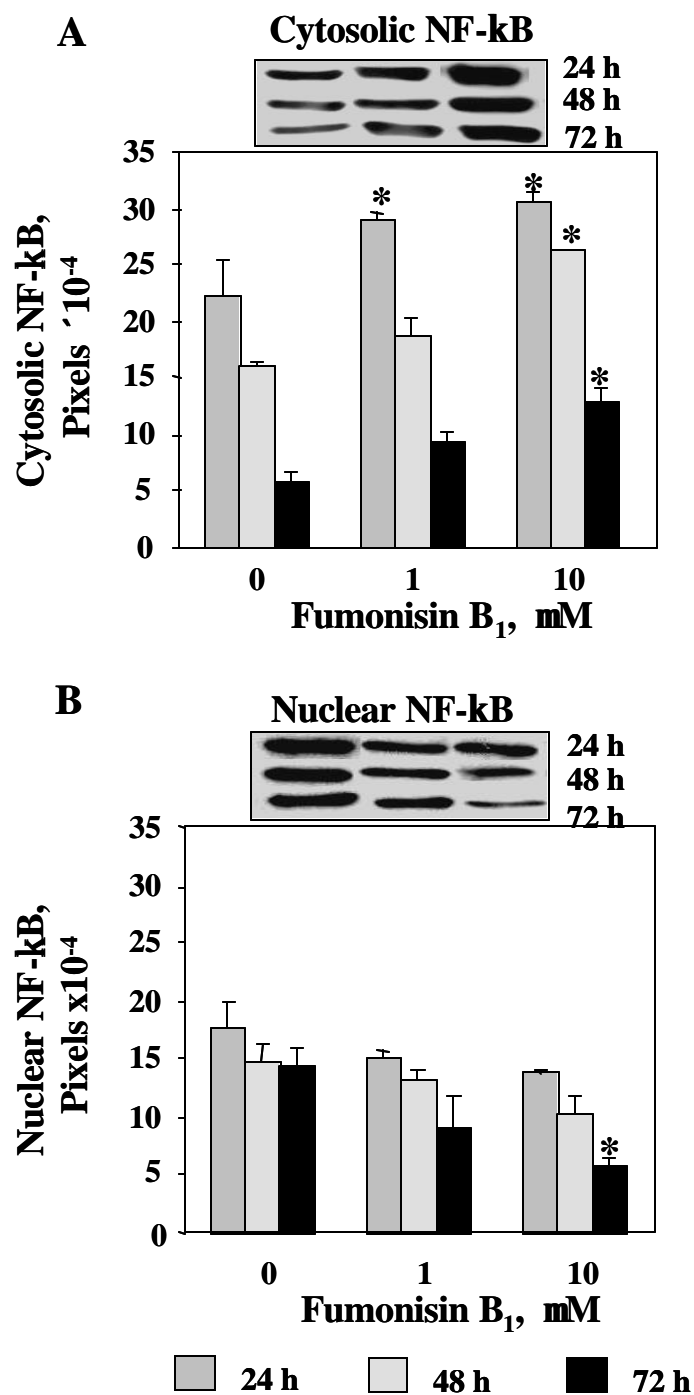 A
Cytosolic NF-kB
24 h
48 h
72 h
Cytosolic NF-kB,
Pixels ´10-4
35
30
25
20
15
10
5
0
*
*
*
*
0 1 10
Fumonisin B1, mM
B
Nuclear NF-kB
24 h
48 h
72 h
Nuclear NF-kB,
Pixels x10-4
35
30
25
20
15
10
5
0
*
0 1 10
Fumonisin B1, mM
24 h 48 h 72 h